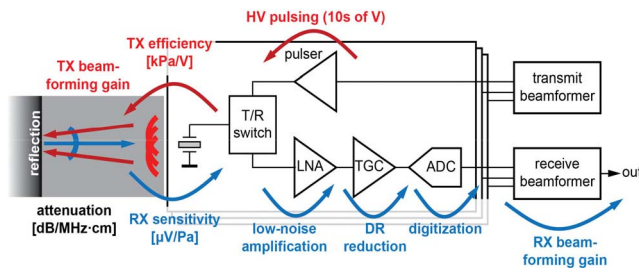 HV pulsing (10s of V)
TX efficiency
[kPa/V]
TX beam-
forming gain
pulser
transmit
beamformer
T/R
switch
reflection
LNA
TGC
ADC
receive
beamformer
out
attenuation
[dB/MHz·cm]
RX sensitivity
[µV/Pa]
low-noise
amplification
DR
reduction
digitization
RX beam-
forming gain